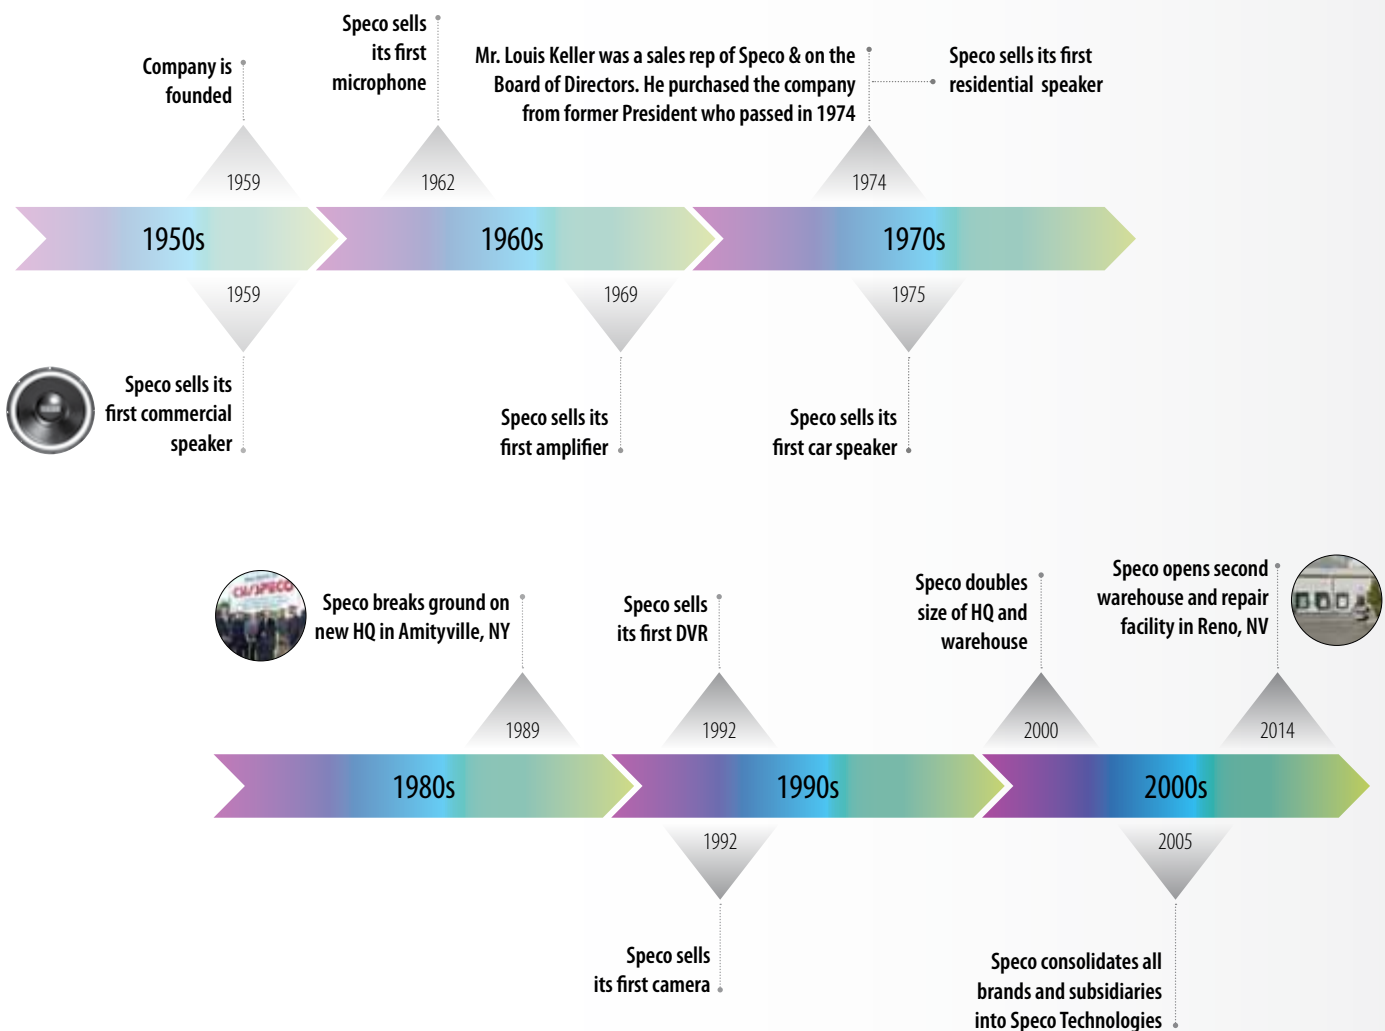 Company is
founded
Speco sells
its first
microphone
Mr. Louis Keller was a sales rep of Speco & on the
Board of Directors. He purchased the company
from former President who passed in 1974
Speco sells its first
residential speaker
1959
1962
1974
1950s
1960s
1970s
1959
1969
1975
Speco sells its
first commercial
speaker
Speco sells its
first amplifier
Speco sells its
first car speaker
Speco breaks ground on
new HQ in Amityville, NY
Speco sells
its first DVR
Speco doubles
size of HQ and
warehouse
Speco opens second
warehouse and repair
facility in Reno, NV
1989
1992
2000
2014
1980s
1990s
2000s
1992
2005
Speco sells
its first camera
Speco consolidates all
brands and subsidiaries
into Speco Technologies